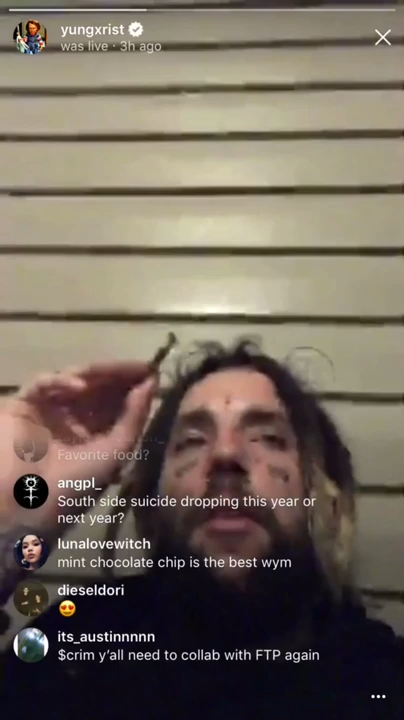 yungxrist
was live · 3h ago
Favorite food?
angpl_
South side suicide dropping this year or
next year?
lunalovewitch
mint chocolate chip is the best wym
dieseldori
😍
its_austinnnnn
$crim y'all need to collab with FTP again